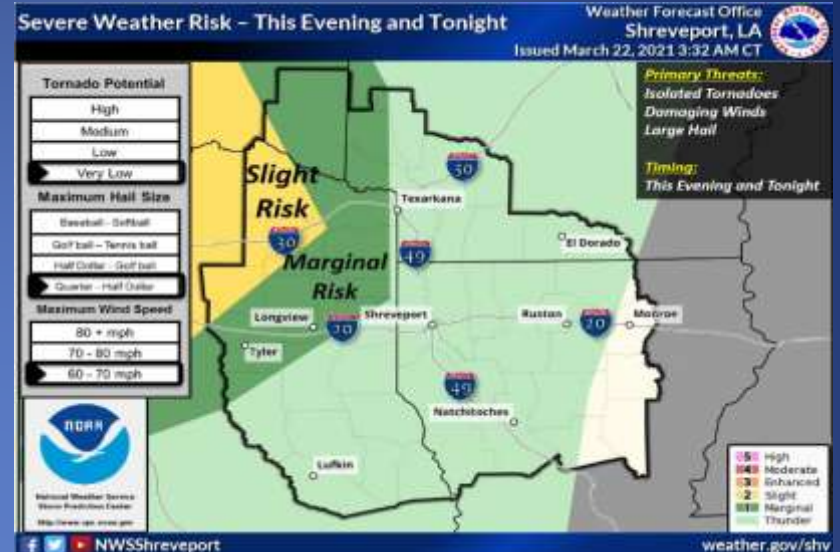 Severe Weather Risk – This Evening and Tonight
Weather Forecast Office
Shreveport, LA
Issued March 22, 2021 3:32 AM CT
Tornado Potential
High
Medium
Low
Very Low
Maximum Hail Size
Baseball - Softball
Golf ball – Tennis ball
Half Dollar - Golf ball
Quarter - Half Dollar
Maximum Wind Speed
80 + mph
70 - 80 mph
60 - 70 mph
Primary Threats:
Isolated Tornadoes
Damaging Winds
Large Hail
Timing:
This Evening and Tonight
Slight
Risk
30
30
Texarkana
El Dorado
49
Marginal
Risk
Longview
20
Shreveport
Ruston
20
Monroe
Tyler
49
Natchitoches
Lufkin
NOAA
National Weather Service
Storm Prediction Center
5 High
4 Moderate
3 Enhanced
2 Slight
1 Marginal
Thunder
NWSShreveport
weather.gov/shv